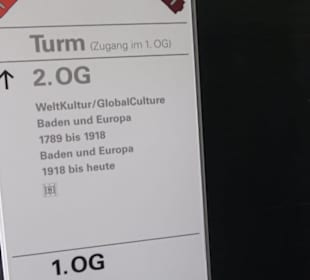 Turm (Zugang im 1. OG)
2. OG
WeltKultur/GlobalCulture
Baden und Europa
1789 bis 1918
Baden und Europa
1918 bis heute
1. OG